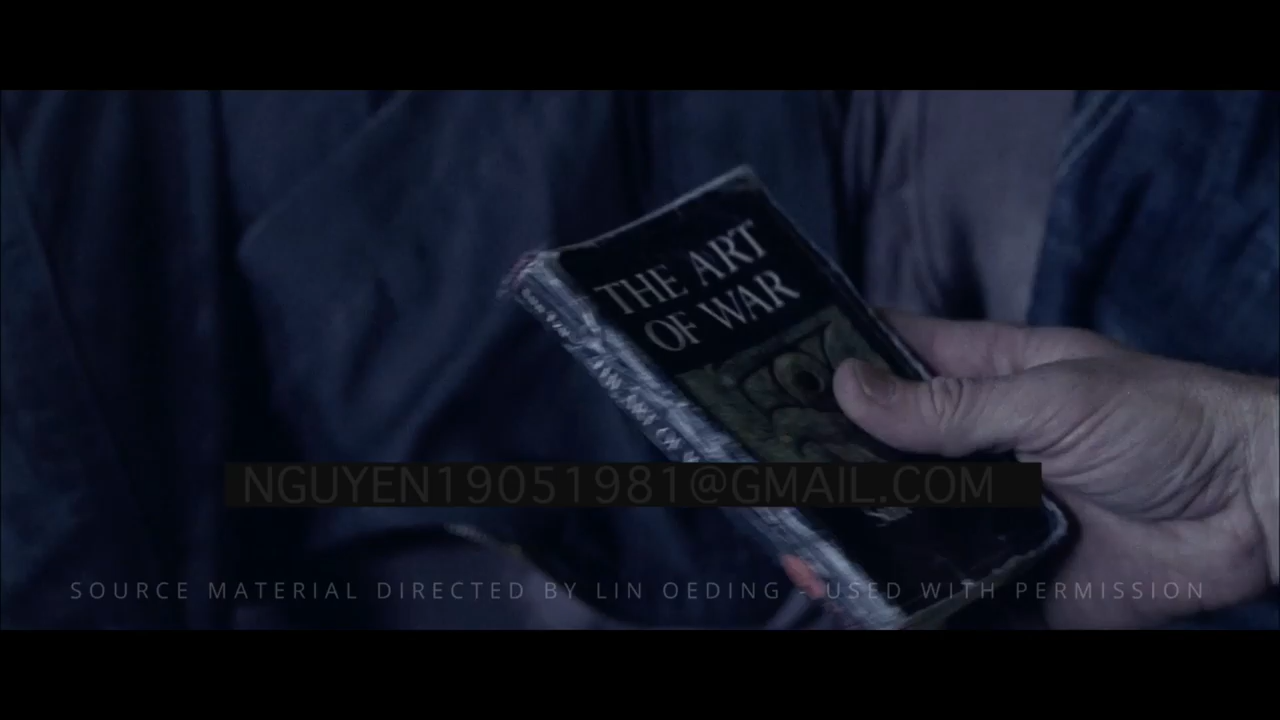 THE ART
OF WAR
NGUYEN19051981@GMAIL.COM
SOURCE MATERIAL DIRECTED BY LIN OEDING - USED WITH PERMISSION